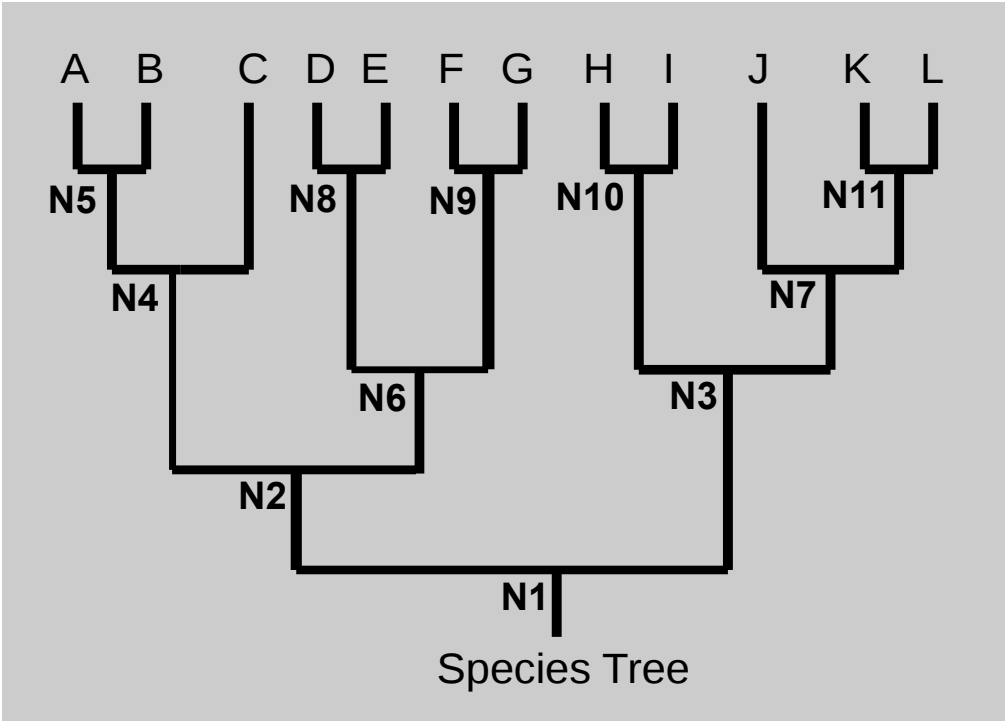 A B C D E F G H I J K L
N5 N8 N9 N10 N11
N4 N7
N6 N3
N2
N1
Species Tree